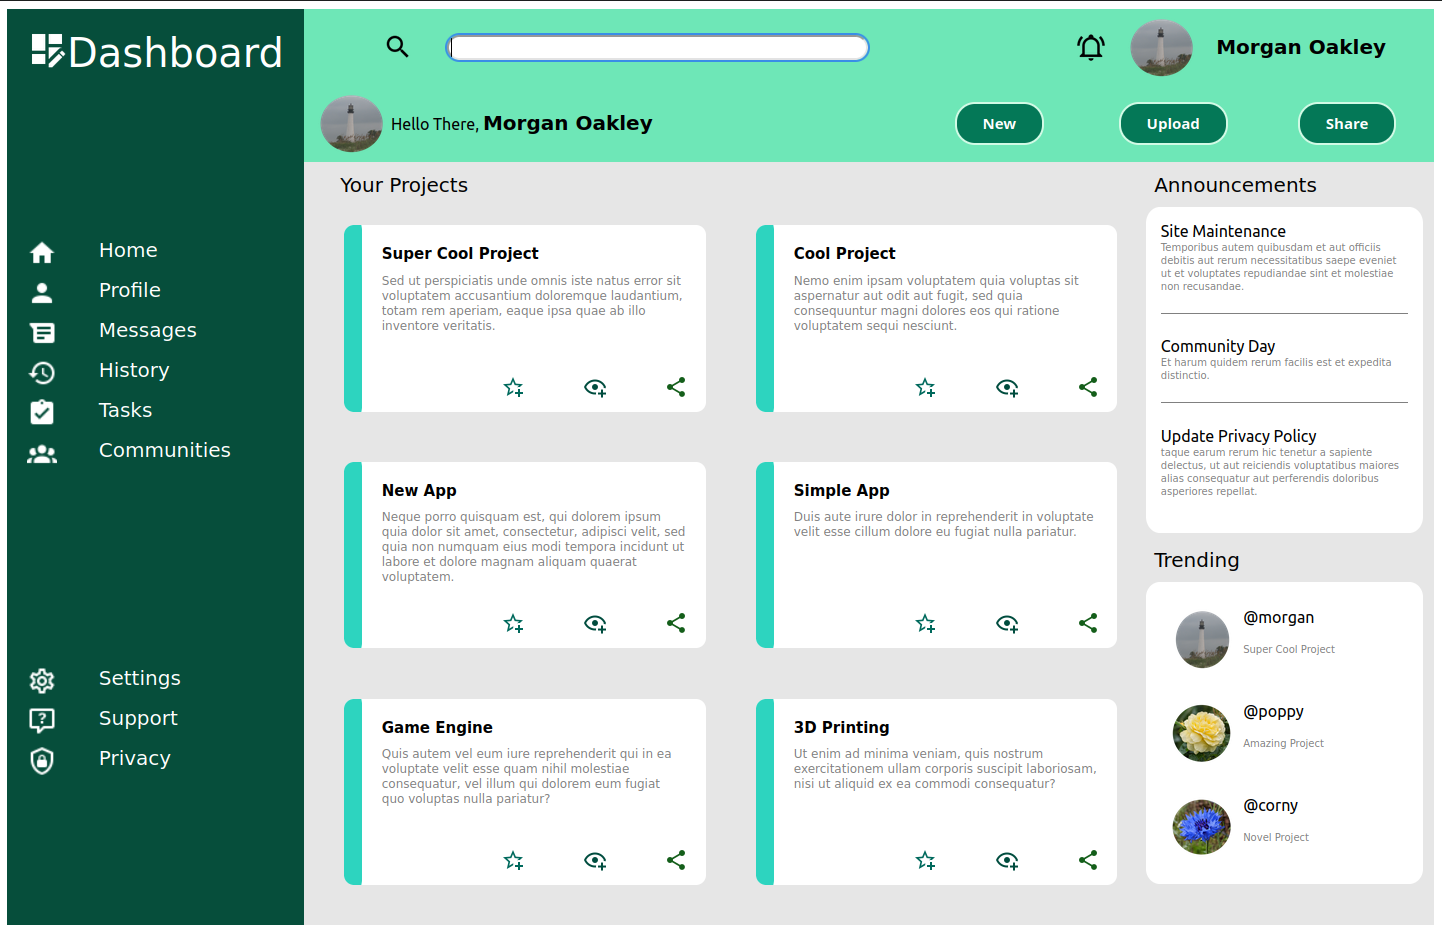 Dashboard
Home
Profile
Messages
History
Tasks
Communities
Settings
Support
Privacy
Morgan Oakley
Hello There, Morgan Oakley
New
Upload
Share
Your Projects
Super Cool Project
Sed ut perspiciatis unde omnis iste natus error sit
voluptatem accusantium doloremque laudantium,
totam rem aperiam, eaque ipsa quae ab illo
inventore veritatis.
Cool Project
Nemo enim ipsam voluptatem quia voluptas sit
aspernatur aut odit aut fugit, sed quia
consequuntur magni dolores eos qui ratione
voluptatem sequi nesciunt.
New App
Neque porro quisquam est, qui dolorem ipsum
quia dolor sit amet, consectetur, adipisci velit, sed
quia non numquam eius modi tempora incidunt ut
labore et dolore magnam aliquam quaerat
voluptatem.
Simple App
Duis aute irure dolor in reprehenderit in voluptate
velit esse cillum dolore eu fugiat nulla pariatur.
Game Engine
Quis autem vel eum iure reprehenderit qui in ea
voluptate velit esse quam nihil molestiae
consequatur, vel illum qui dolorem eum fugiat
quo voluptas nulla pariatur?
3D Printing
Ut enim ad minima veniam, quis nostrum
exercitationem ullam corporis suscipit laboriosam,
nisi ut aliquid ex ea commodi consequatur?
Announcements
Site Maintenance
Temporibus autem quibusdam et aut officiis
debitis aut rerum necessitatibus saepe eveniet
ut et voluptates repudiandae sint et molestiae
non recusandae.
Community Day
Et harum quidem rerum facilis est et expedita
distinctio.
Update Privacy Policy
taque earum rerum hic tenetur a sapiente
delectus, ut aut reiciendis voluptatibus maiores
alias consequatur aut perferendis doloribus
asperiores repellat.
Trending
@morgan
Super Cool Project
@poppy
Amazing Project
@corny
Novel Project